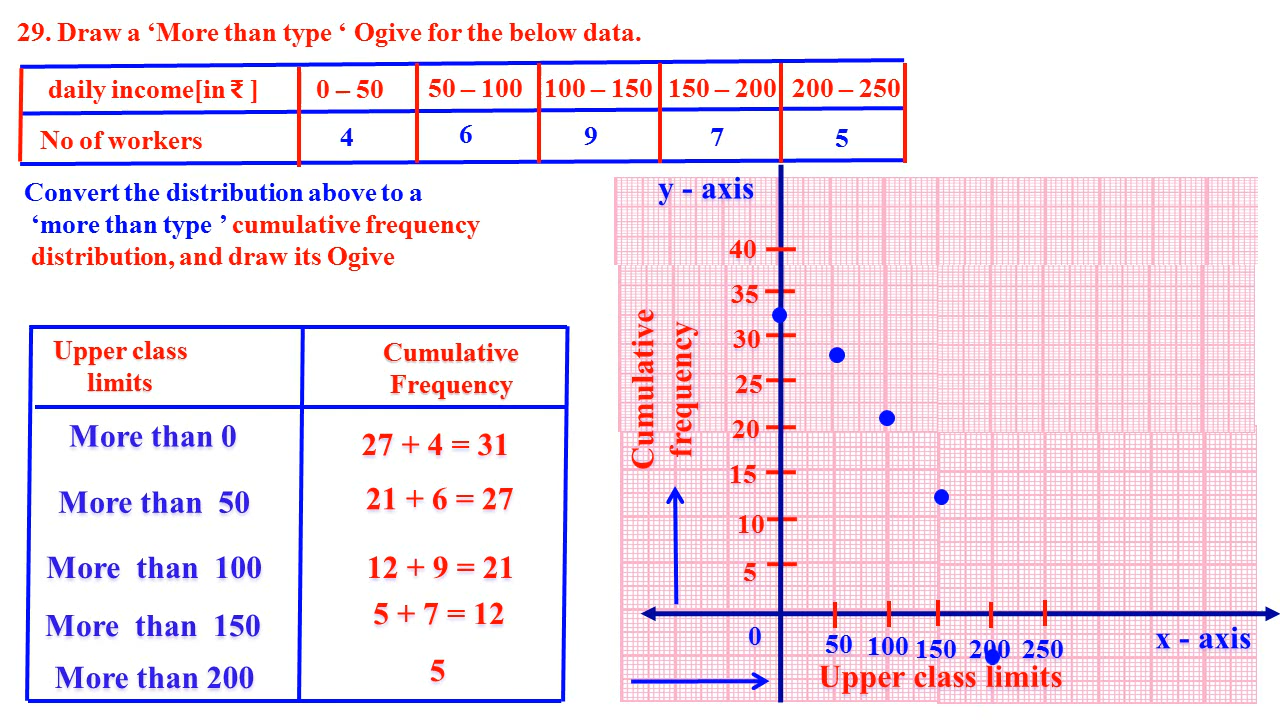 29. Draw a ‘More than type ‘ Ogive for the below data.
daily income[in ₹ ] 0 – 50 50 – 100 100 – 150 150 – 200 200 – 250
No of workers 4 6 9 7 5
Convert the distribution above to a
‘more than type ’ cumulative frequency
distribution, and draw its Ogive
Upper class
limits
Cumulative
Frequency
More than 0 27 + 4 = 31
More than 50 21 + 6 = 27
More than 100 12 + 9 = 21
More than 150 5 + 7 = 12
More than 200 5
y - axis
40
35
30
25
20
15
10
5
Cumulative
frequency
0 50 100 150 200 250
x - axis
Upper class limits